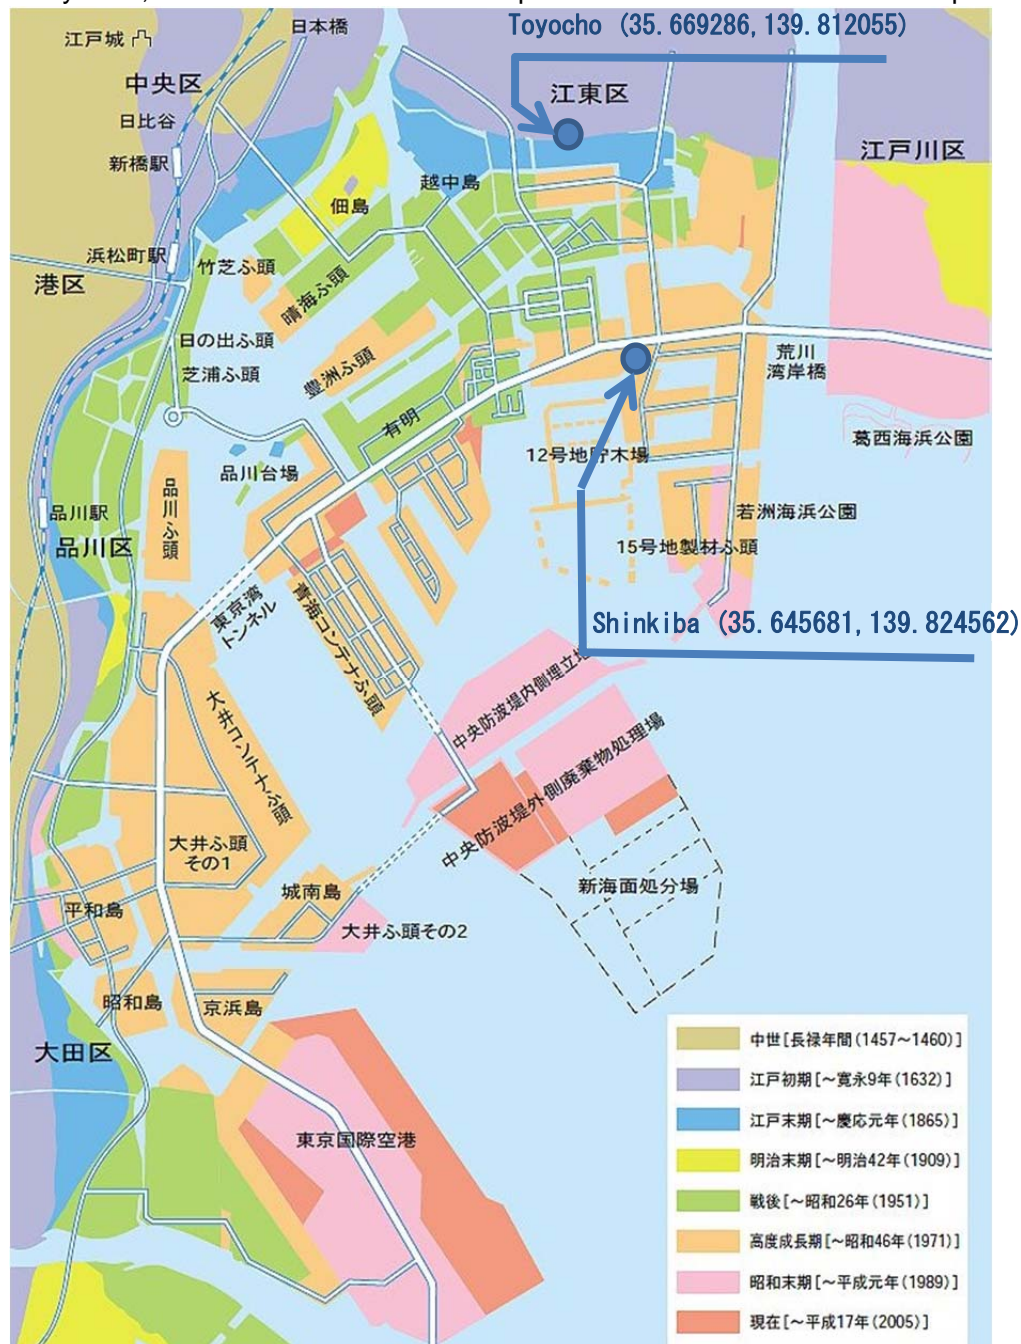 Toyocho (35.669286,139.812055)
江戸城
日本橋
中央区
江東区
日比谷
新橋駅
江戸川区
越中島
佃島
浜松町駅
竹芝ふ頭
港区
晴海ふ頭
日の出ふ頭
芝浦ふ頭
豊洲ふ頭
荒川
湾岸橋
有明
葛西海浜公園
12号地貯木場
品川台場
品川ふ頭
品川駅
若洲海浜公園
品川区
15号地製材ふ頭
東京湾
トンネル
青海コンテナふ頭
Shinkiba (35.645681,139.824562)
中央防波堤内側埋立地
大井コンテナふ頭
中央防波堤外側廃棄物処理場
大井ふ頭
その1
新海面処分場
城南島
平和島
大井ふ頭その2
昭和島
京浜島
大田区
東京国際空港
中世[長禄年間(1457～1460)]
江戸初期[～寛永9年(1632)]
江戸末期[～慶応元年(1865)]
明治末期[～明治42年(1909)]
戦後[～昭和26年(1951)]
高度成長期[～昭和46年(1971)]
昭和末期[～平成元年(1989)]
現在[～平成17年(2005)]